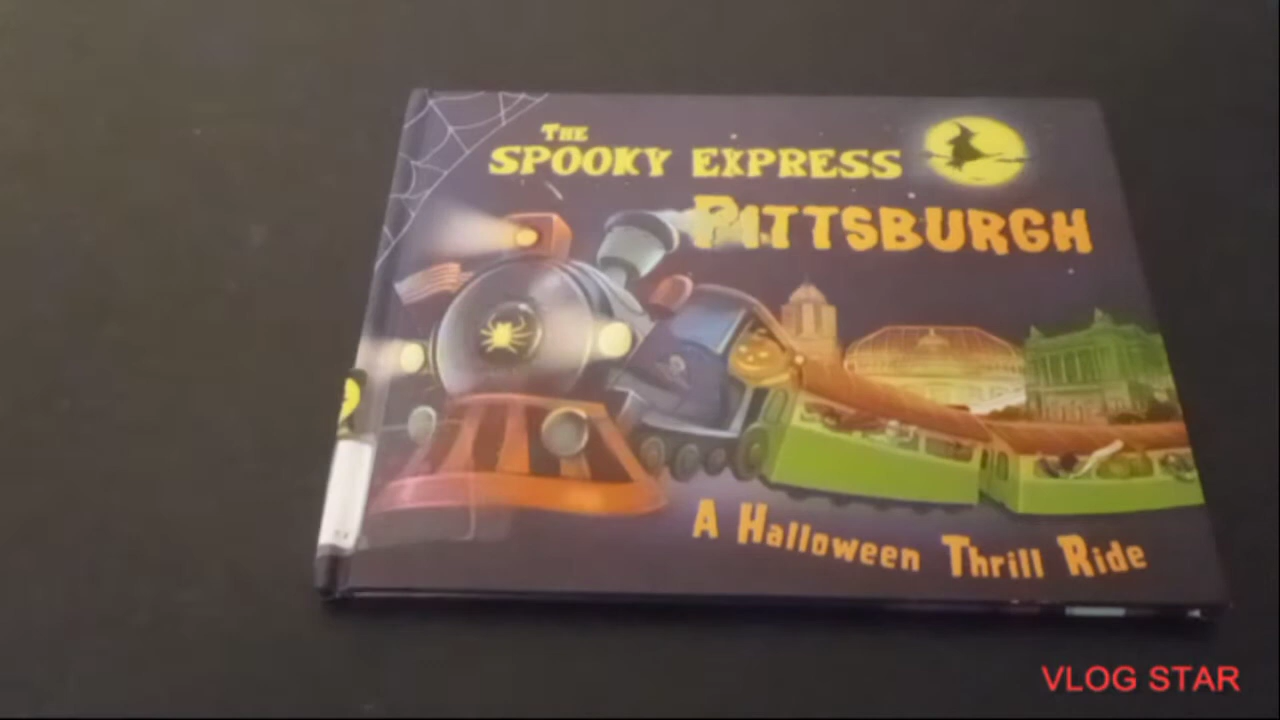 THE
SPOOKY EXPRESS
PITTSBURGH
A Halloween Thrill Ride
VLOG STAR